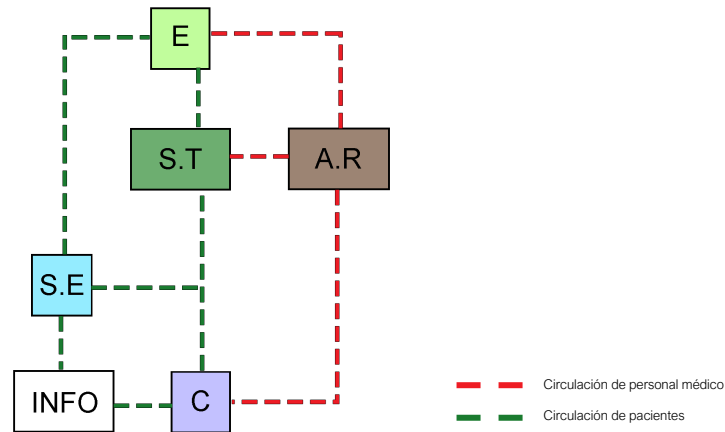 E
S.T
A.R
S.E
INFO
C
Circulación de personal médico
Circulación de pacientes